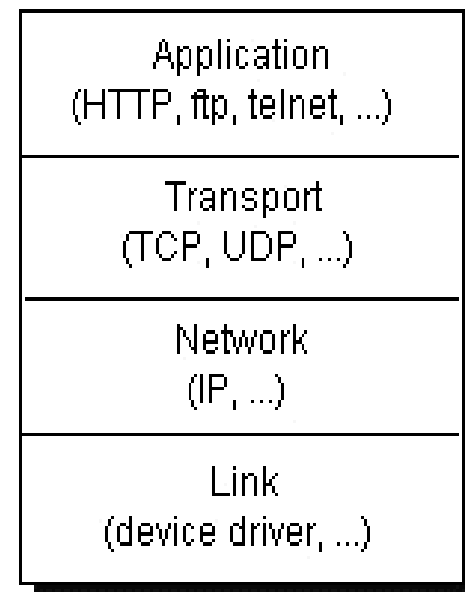 Application
(HTTP, ftp, telnet, ...)
Transport
(TCP, UDP, ...)
Network
(IP, ...)
Link
(device driver, ...)